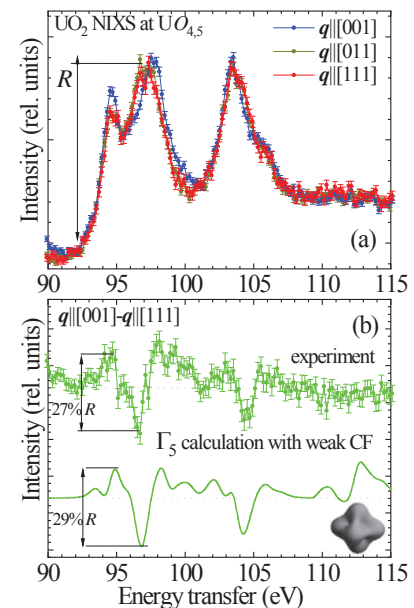 UO₂ NIXS at UO₄,₅
q||[001]
q||[011]
q||[111]
R
Intensity (rel. units)
(a)
90 95 100 105 110 115
q||[001]-q||[111]
(b)
experiment
27%R
Γ₅ calculation with weak CF
29%R
Intensity (rel. units)
90 95 100 105 110 115
Energy transfer (eV)